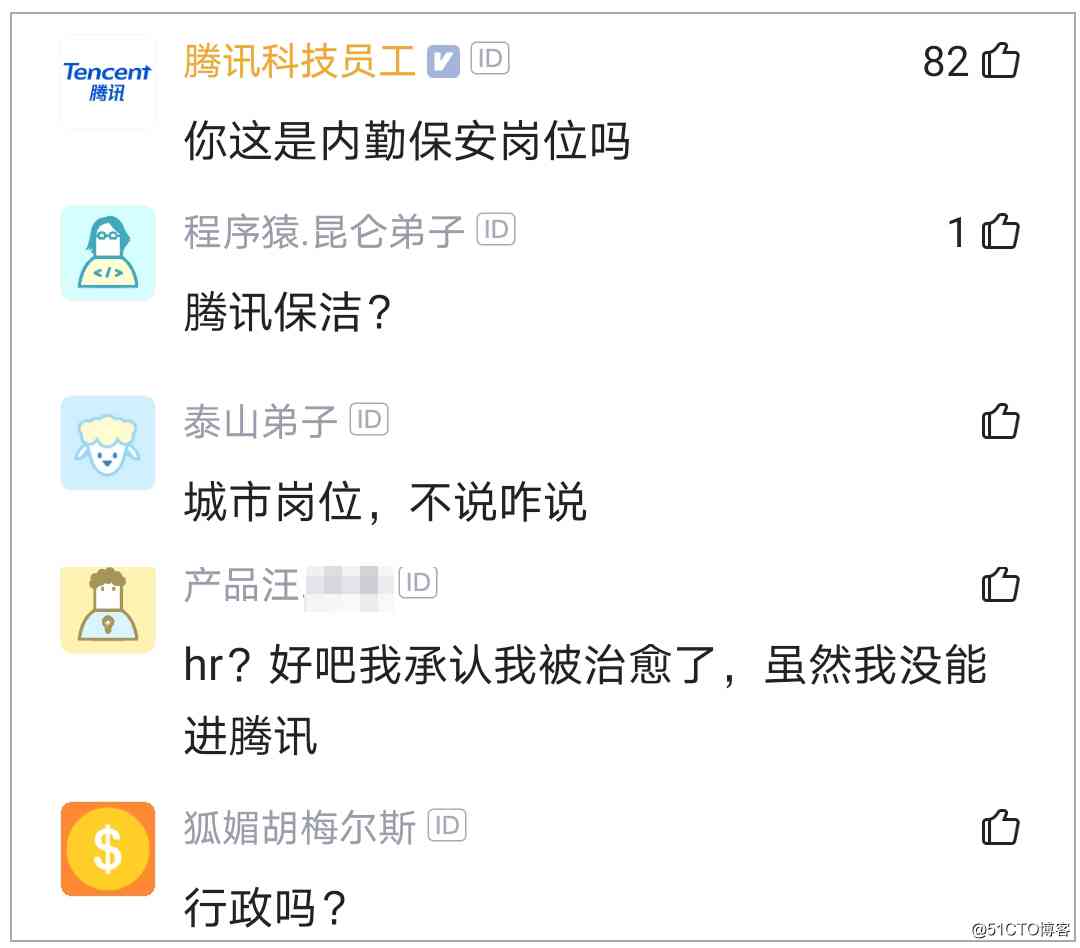 Tencent
腾讯
腾讯科技员工 V ID
82
你这是内勤保安岗位吗
程序猿.昆仑弟子 ID
1
腾讯保洁？
</>
泰山弟子 ID
城市岗位，不说咋说
产品汪. ID
hr？好吧我承认我被治愈了，虽然我没能
进腾讯
$
狐媚胡梅尔斯 ID
行政吗？
@51CTO博客